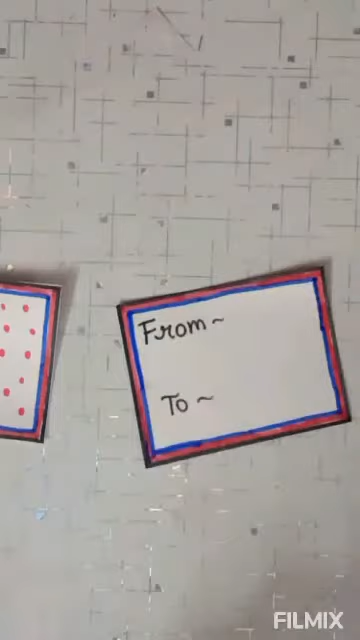 From ~
To ~
FILMIX